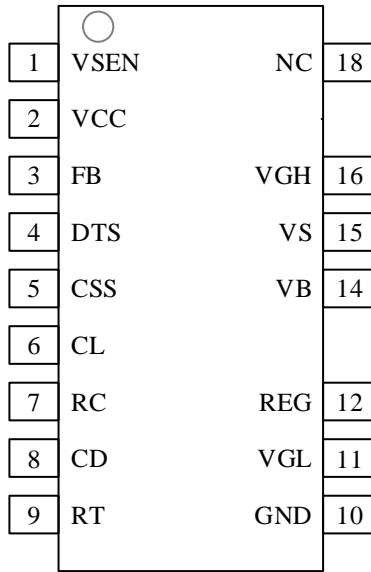 1 VSEN NC 18
2 VCC
3 FB VGH 16
4 DTS VS 15
5 CSS VB 14
6 CL
7 RC REG 12
8 CD VGL 11
9 RT GND 10